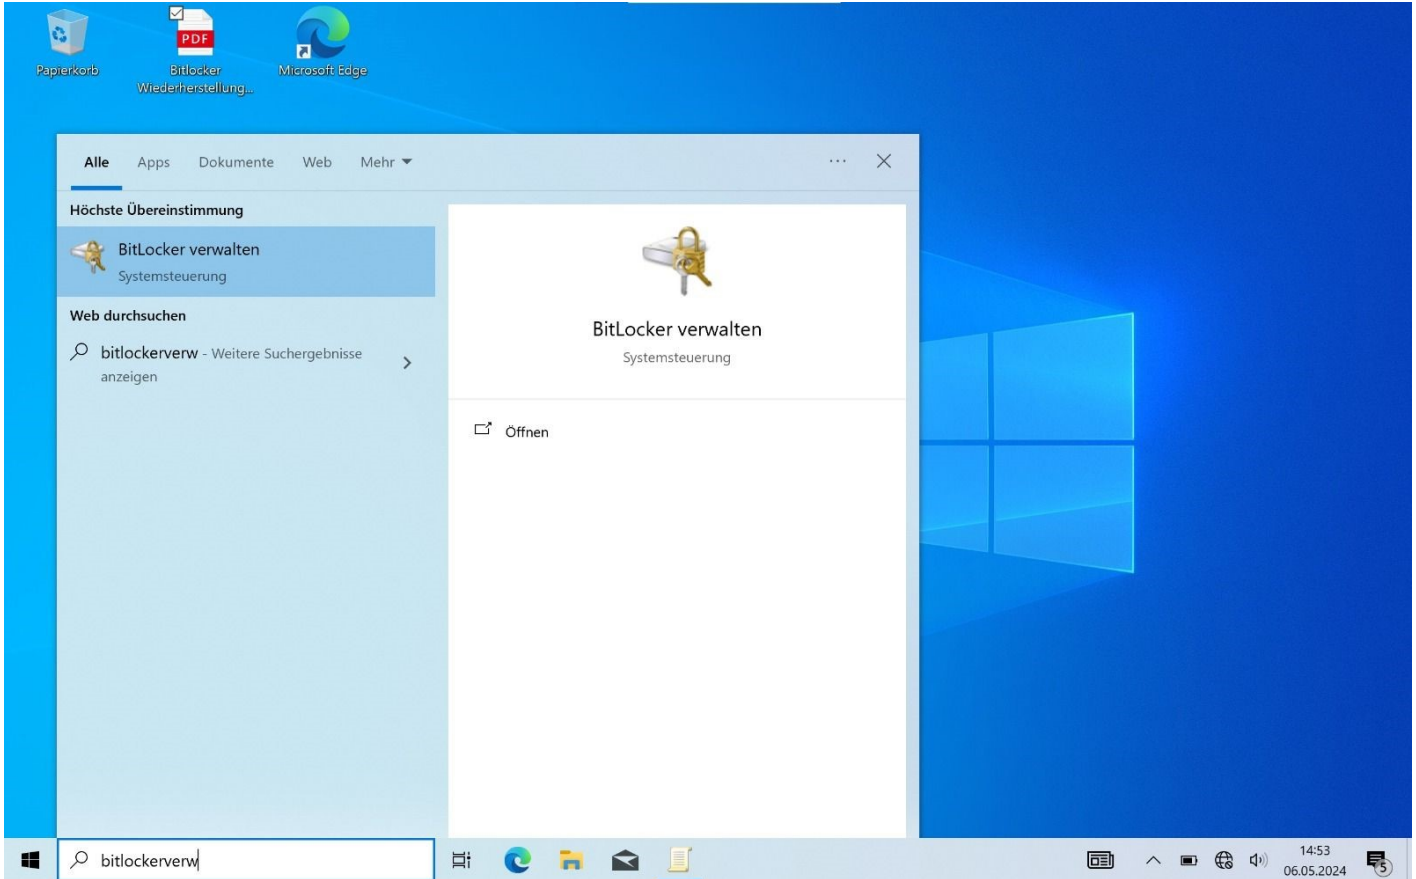 Papierkorb
PDF
Bitlocker
Wiederherstellung...
Microsoft Edge
Alle Apps Dokumente Web Mehr
Höchste Übereinstimmung
BitLocker verwalten
Systemsteuerung
Web durchsuchen
bitlockerverw - Weitere Suchergebnisse
anzeigen
BitLocker verwalten
Systemsteuerung
Öffnen
bitlockerverw
14:53
06.05.2024
5